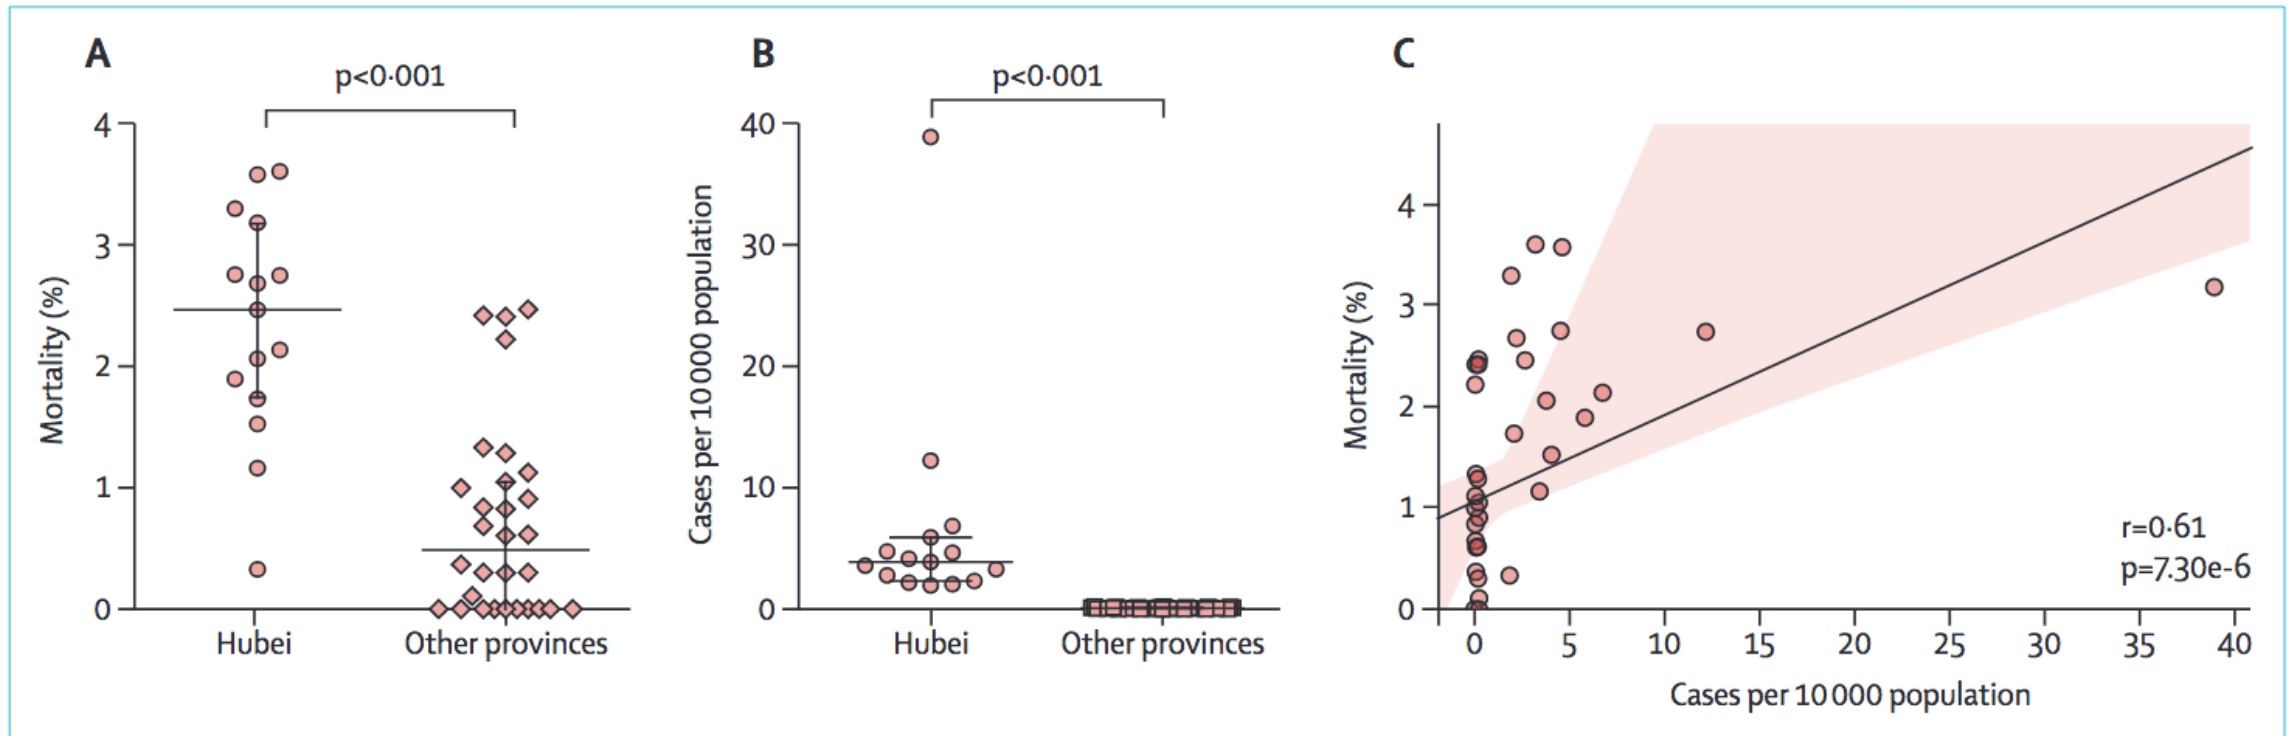 A
p<0·001
Mortality (%)
4
3
2
1
0
Hubei
Other provinces
B
p<0·001
Cases per 10 000 population
40
30
20
10
0
Hubei
Other provinces
C
Mortality (%)
4
3
2
1
0
r=0·61
p=7.30e-6
0 5 10 15 20 25 30 35 40
Cases per 10 000 population